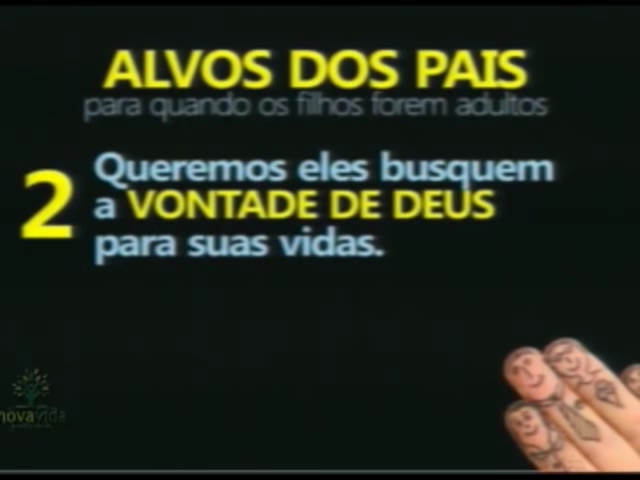 ALVOS DOS PAIS
para quando os filhos forem adultos
2
Queremos eles busquem
a VONTADE DE DEUS
para suas vidas.
novavida